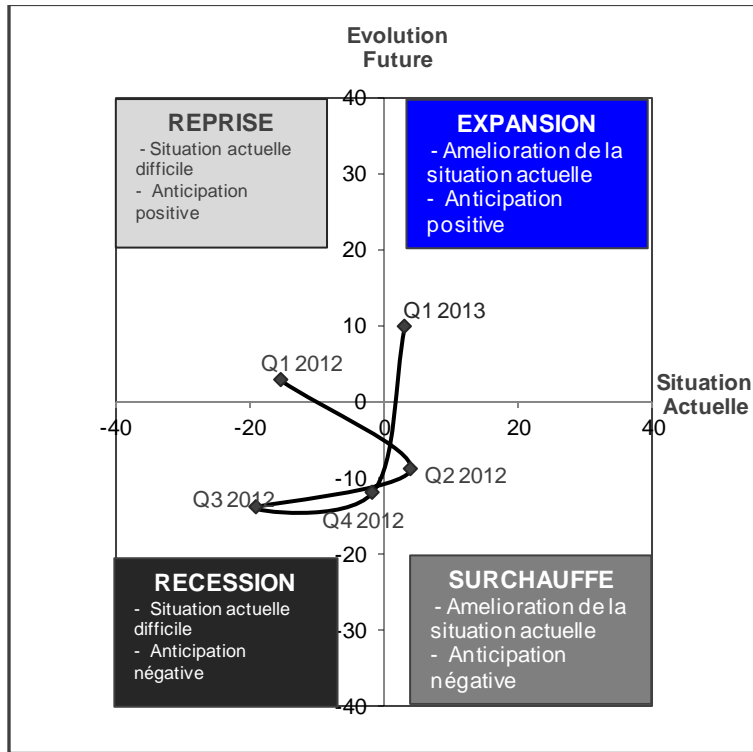 Evolution
Future
40
REPRISE
- Situation actuelle
difficile
- Anticipation
positive
EXPANSION
- Amelioration de la
situation actuelle
- Anticipation
positive
30
20
10
Q1 2013
Q1 2012
0
Situation
Actuelle
-40
-20
0
20
40
-10
Q2 2012
Q3 2012
Q4 2012
-20
RECESSION
- Situation actuelle
difficile
- Anticipation
négative
SURCHAUFFE
- Amelioration de la
situation actuelle
- Anticipation
négative
-30
-40